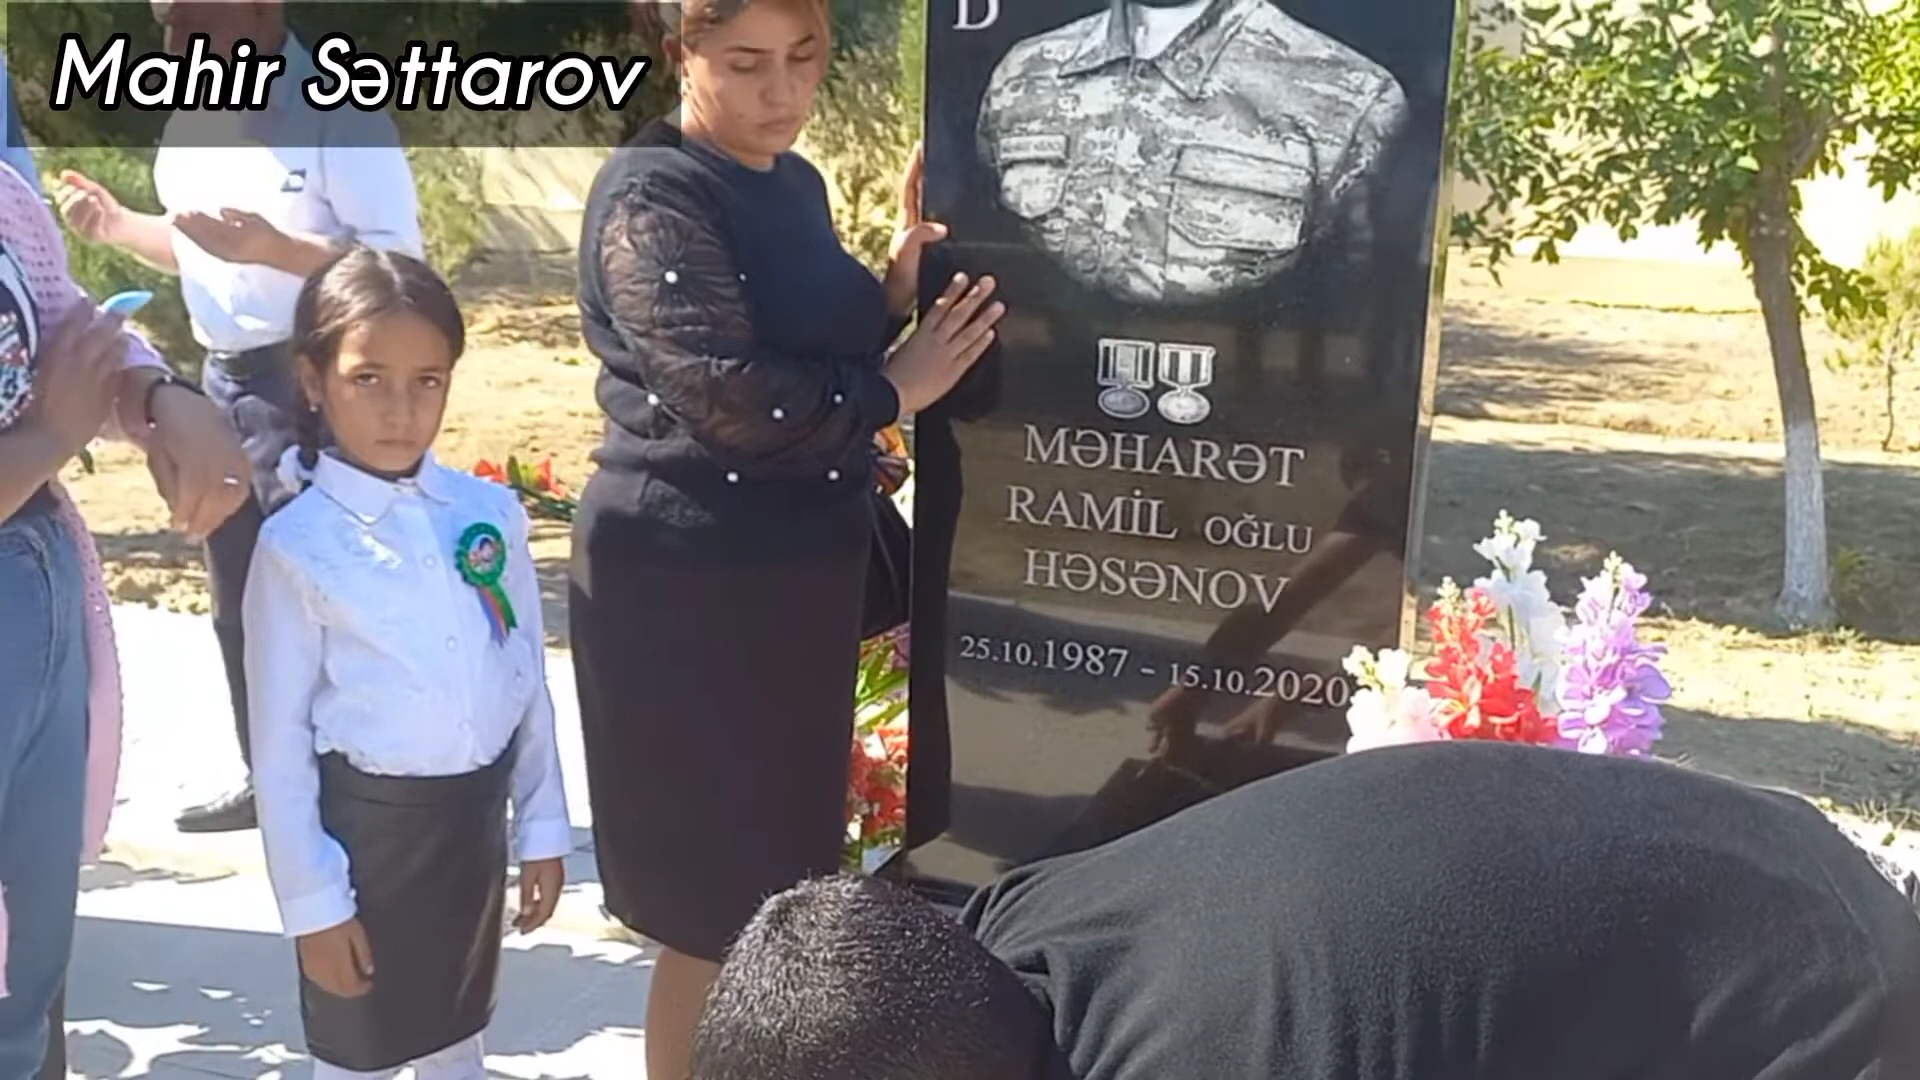 Mahir Səttarov
D
MƏHARƏT
RAMİL OĞLU
HƏSƏNOV
25.10.1987 - 15.10.2020